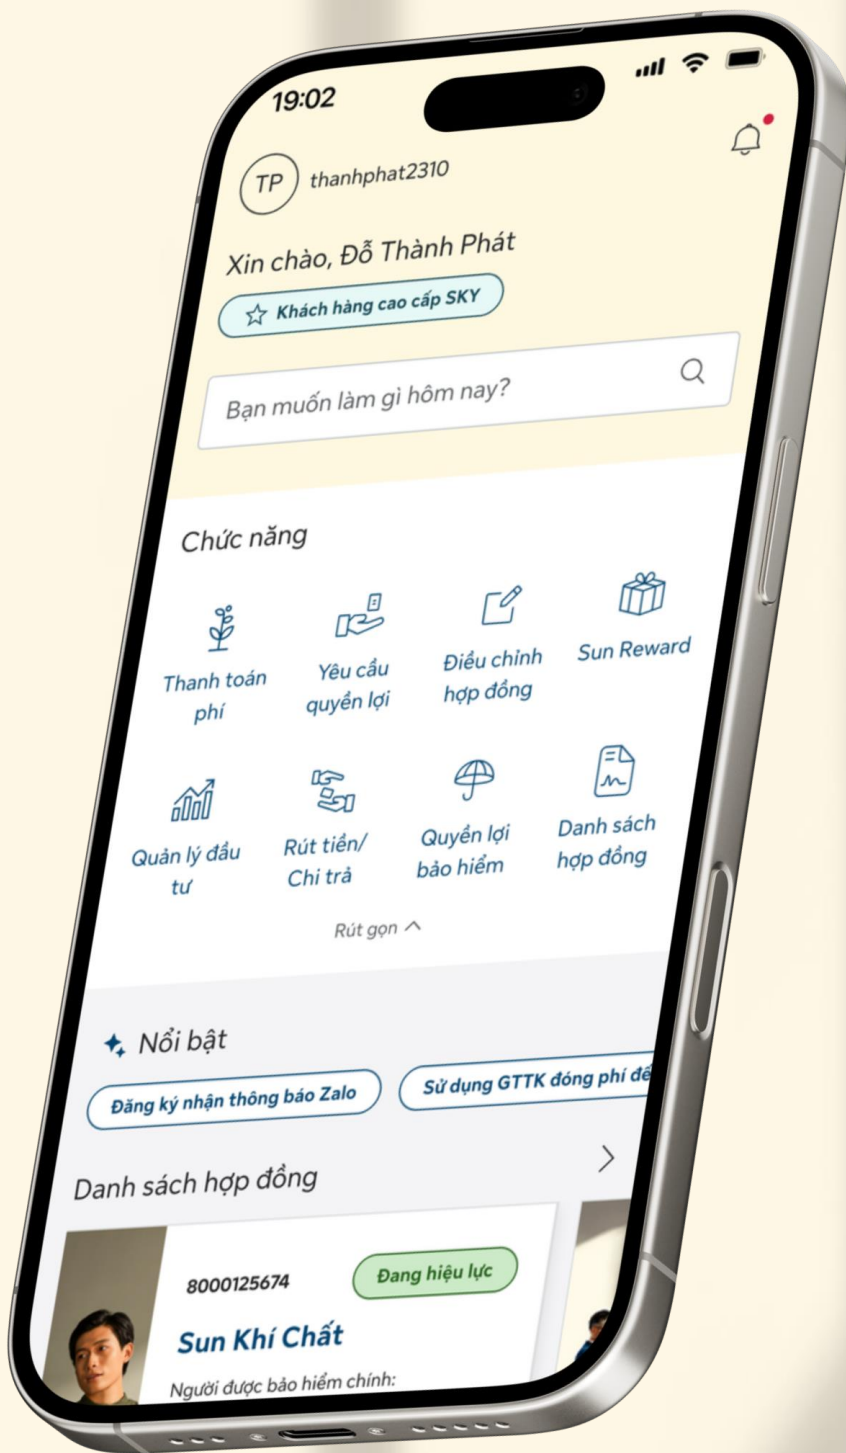 19:02
TP
thanhphat2310
Xin chào, Đỗ Thành Phát
Khách hàng cao cấp SKY
Bạn muốn làm gì hôm nay?
Chức năng
Thanh toán
phí
Yêu cầu
quyền lợi
Điều chỉnh
hợp đồng
Sun Reward
Quản lý đầu
tư
Rút tiền/
Chi trả
Quyền lợi
bảo hiểm
Danh sách
hợp đồng
Rút gọn
Nổi bật
Đăng ký nhận thông báo Zalo
Sử dụng GTTK đóng phí đế
Danh sách hợp đồng
8000125674
Đang hiệu lực
Sun Khí Chất
Người được bảo hiểm chính: